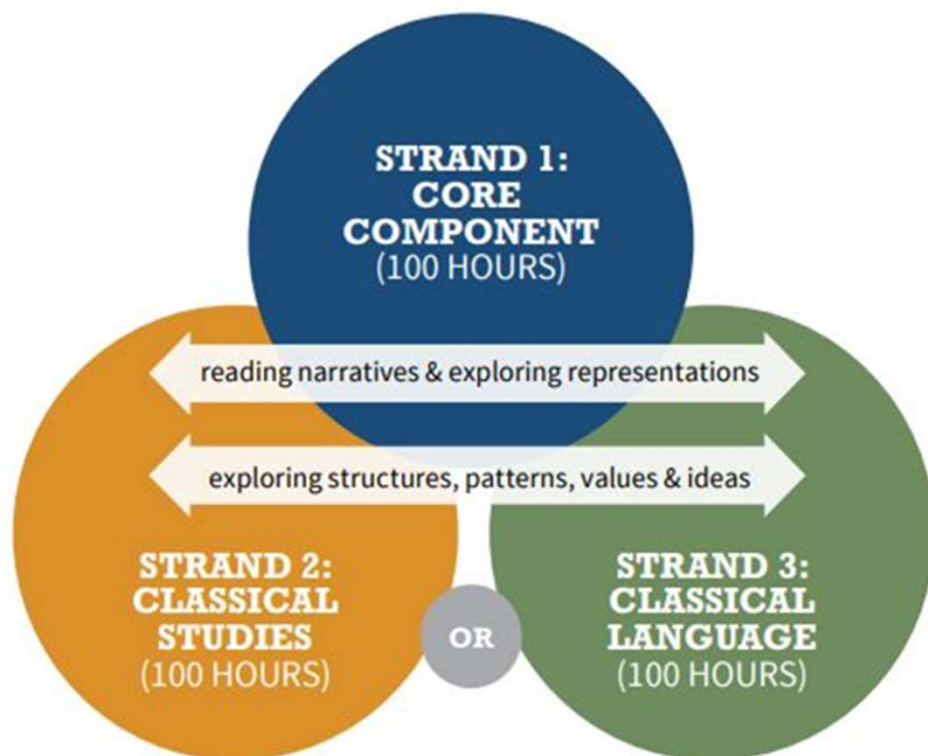 STRAND 1:
CORE
COMPONENT
(100 HOURS)
reading narratives & exploring representations
exploring structures, patterns, values & ideas
STRAND 2:
CLASSICAL
STUDIES
(100 HOURS)
OR
STRAND 3:
CLASSICAL
LANGUAGE
(100 HOURS)